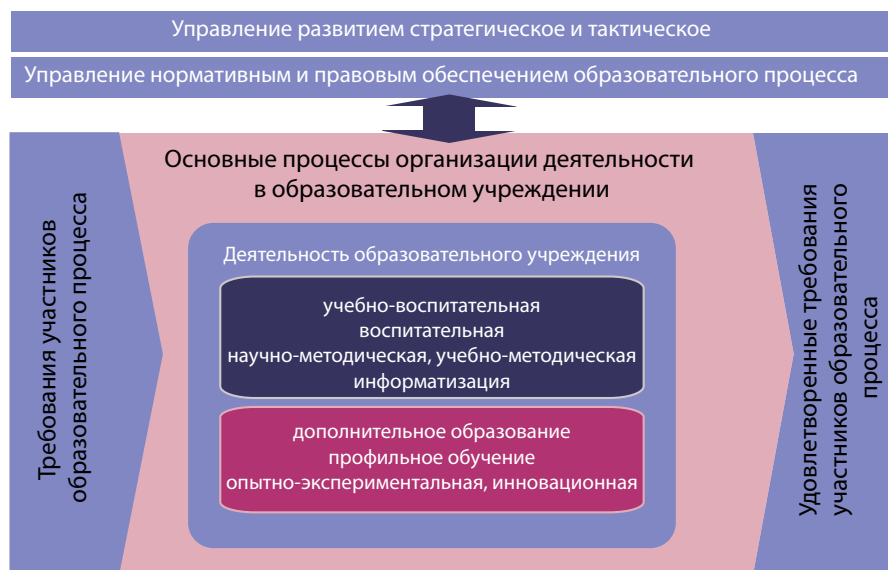 Управление развитием стратегическое и тактическое
Управление нормативным и правовым обеспечением образовательного процесса
Требования участников
образовательного процесса
Основные процессы организации деятельности
в образовательном учреждении
Деятельность образовательного учреждения
учебно-воспитательная
воспитательная
научно-методическая, учебно-методическая
информатизация
дополнительное образование
профильное обучение
опытно-экспериментальная, инновационная
Удовлетворенные требования
участников образовательного
процесса